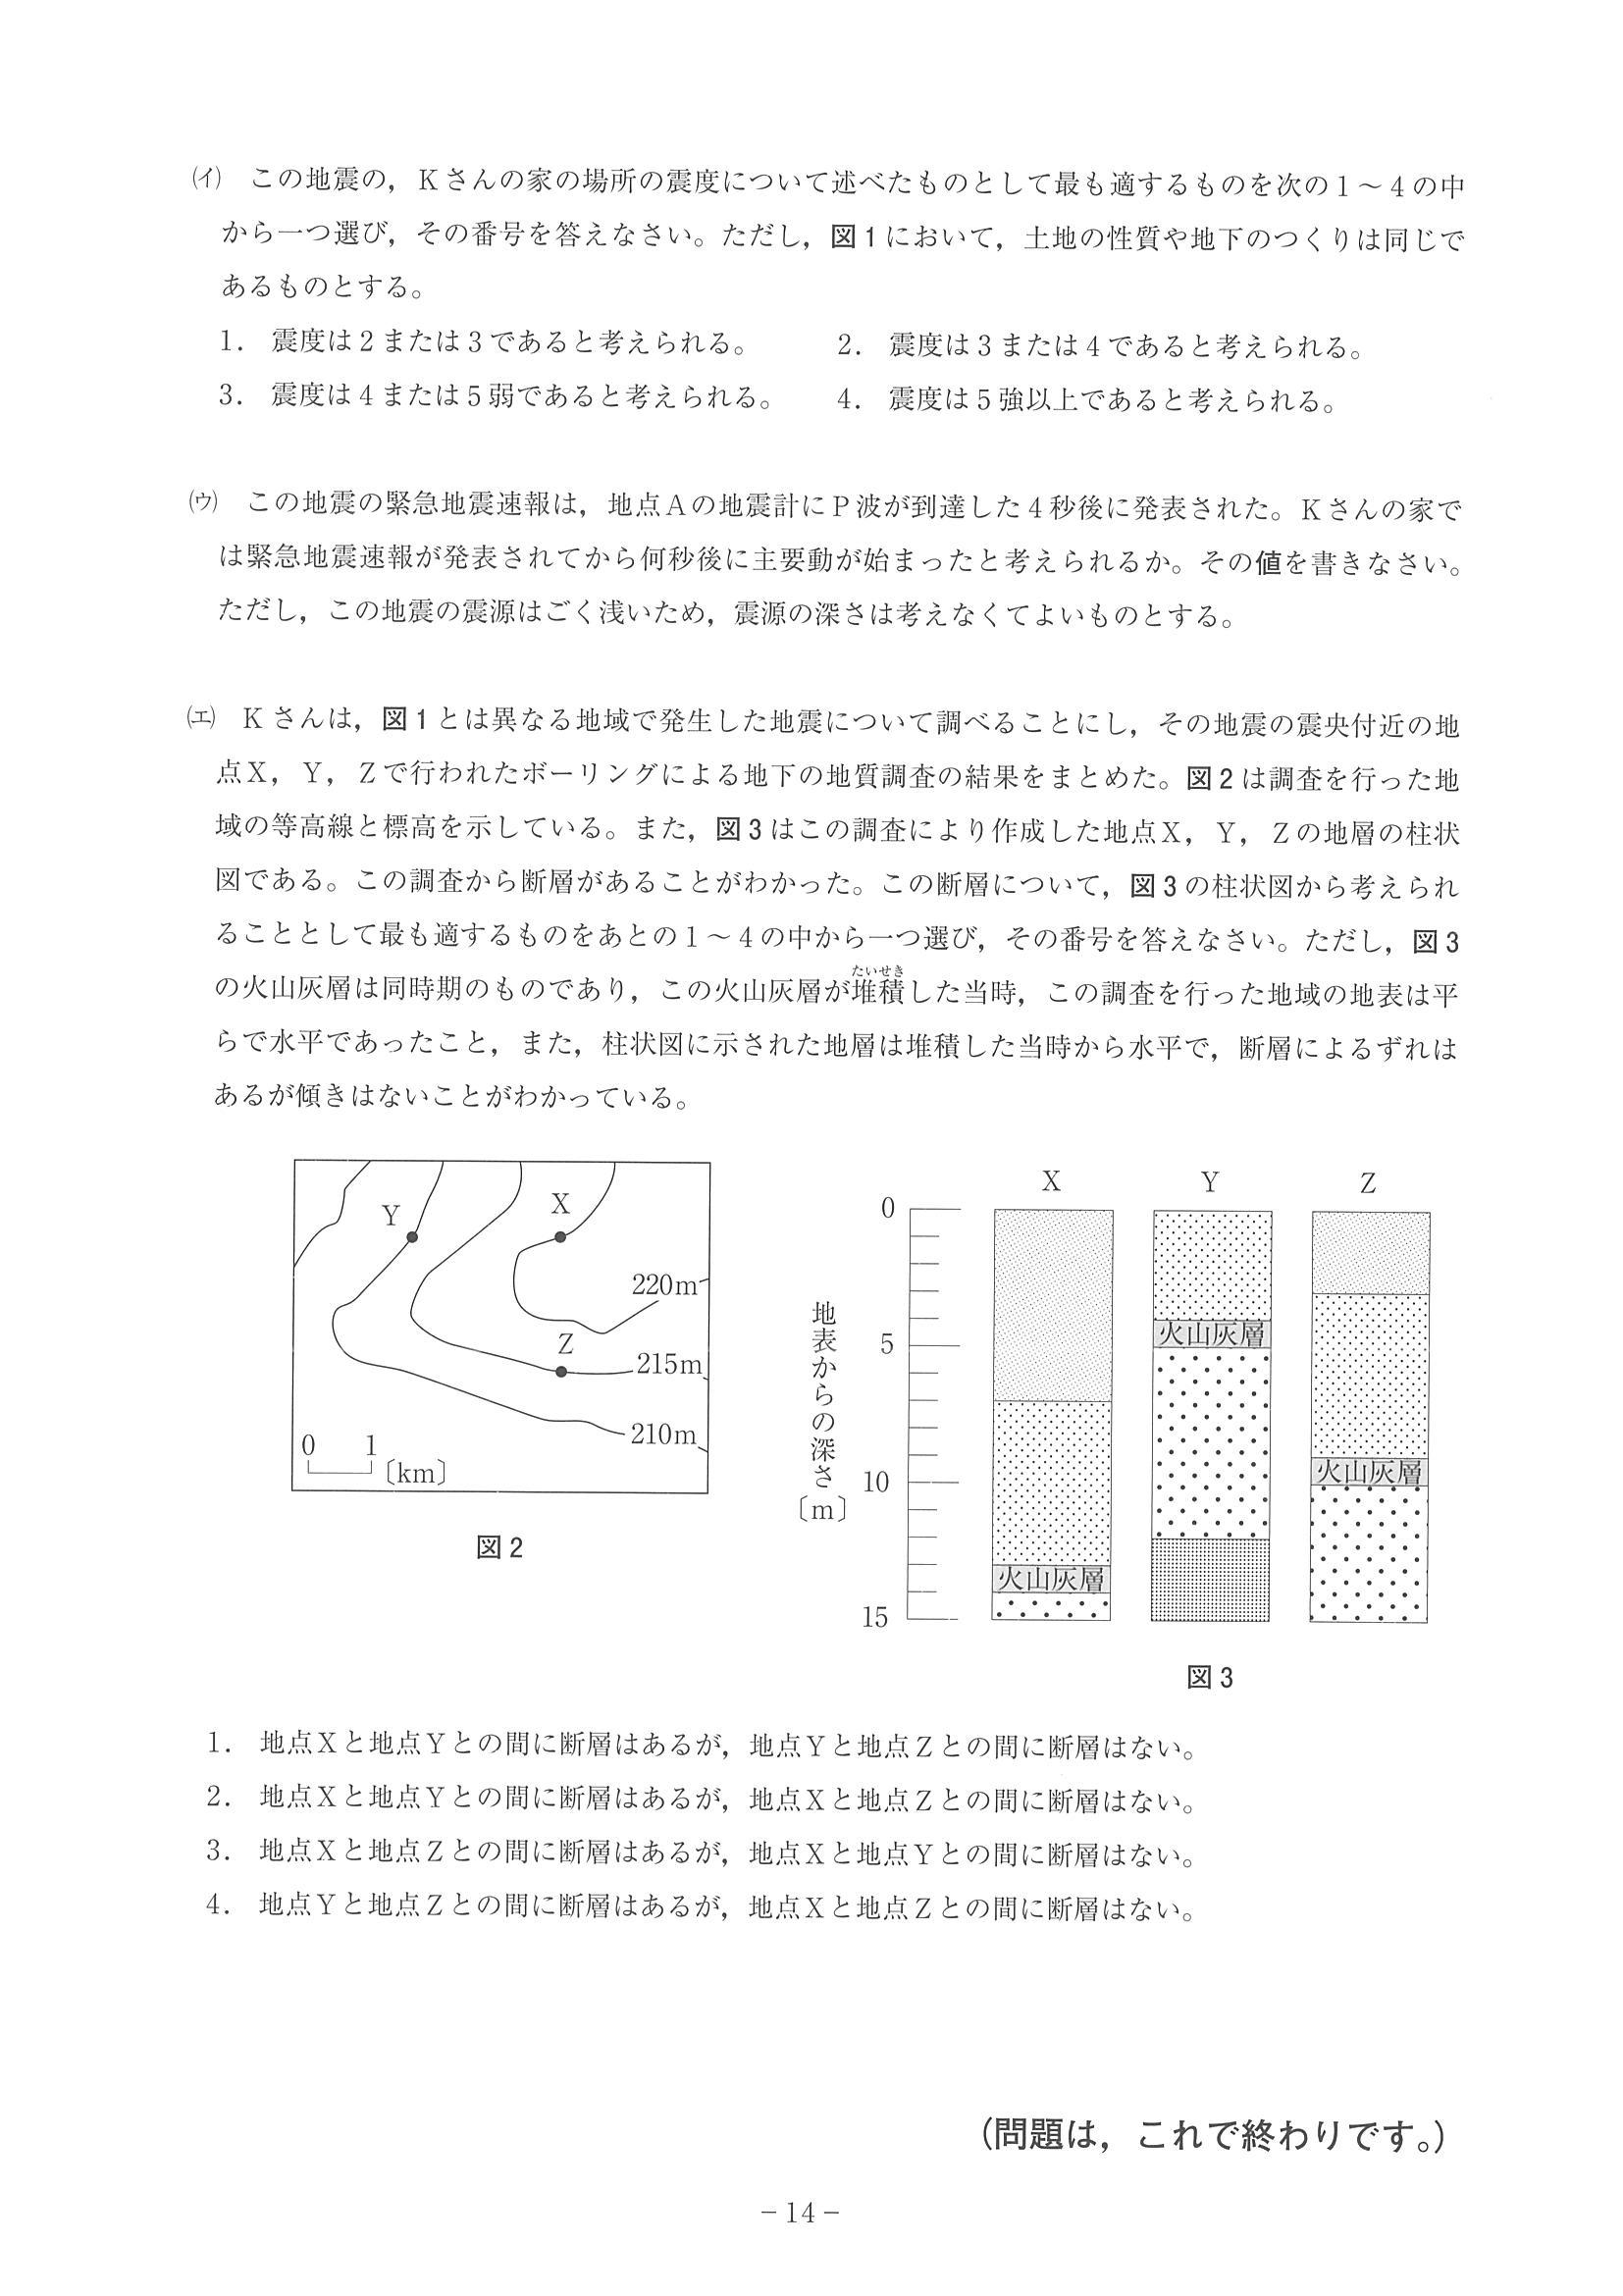 (イ) この地震の，Kさんの家の場所の震度について述べたものとして最も適するものを次の1～4の中
から一つ選び，その番号を答えなさい。ただし，図1において，土地の性質や地下のつくりは同じで
あるものとする。
1. 震度は2または3であると考えられる。 2. 震度は3または4であると考えられる。
3. 震度は4または5弱であると考えられる。 4. 震度は5強以上であると考えられる。
(ウ) この地震の緊急地震速報は，地点Aの地震計にP波が到達した4秒後に発表された。Kさんの家で
は緊急地震速報が発表されてから何秒後に主要動が始まったと考えられるか。その値を書きなさい。
ただし，この地震の震源はごく浅いため，震源の深さは考えなくてよいものとする。
(エ) Kさんは，図1とは異なる地域で発生した地震について調べることにし，その地震の震央付近の地
点X，Y，Zで行われたボーリングによる地下の地質調査の結果をまとめた。図2は調査を行った地
域の等高線と標高を示している。また，図3はこの調査により作成した地点X，Y，Zの地層の柱状
図である。この調査から断層があることがわかった。この断層について，図3の柱状図から考えられ
ることとして最も適するものをあとの1～4の中から一つ選び，その番号を答えなさい。ただし，図3
たいせき
の火山灰層は同時期のものであり，この火山灰層が堆積した当時，この調査を行った地域の地表は平
らで水平であったこと，また，柱状図に示された地層は堆積した当時から水平で，断層によるずれは
あるが傾きはないことがわかっている。
Y
X
220m
Z
215m
210m
0 1
〔km〕
図2
X Y Z
0
5
10
15
地表からの深さ〔m〕
火山灰層
火山灰層
火山灰層
図3
1. 地点Xと地点Yとの間に断層はあるが，地点Yと地点Zとの間に断層はない。
2. 地点Xと地点Yとの間に断層はあるが，地点Xと地点Zとの間に断層はない。
3. 地点Xと地点Zとの間に断層はあるが，地点Xと地点Yとの間に断層はない。
4. 地点Yと地点Zとの間に断層はあるが，地点Xと地点Zとの間に断層はない。
(問題は，これで終わりです。)
－14－